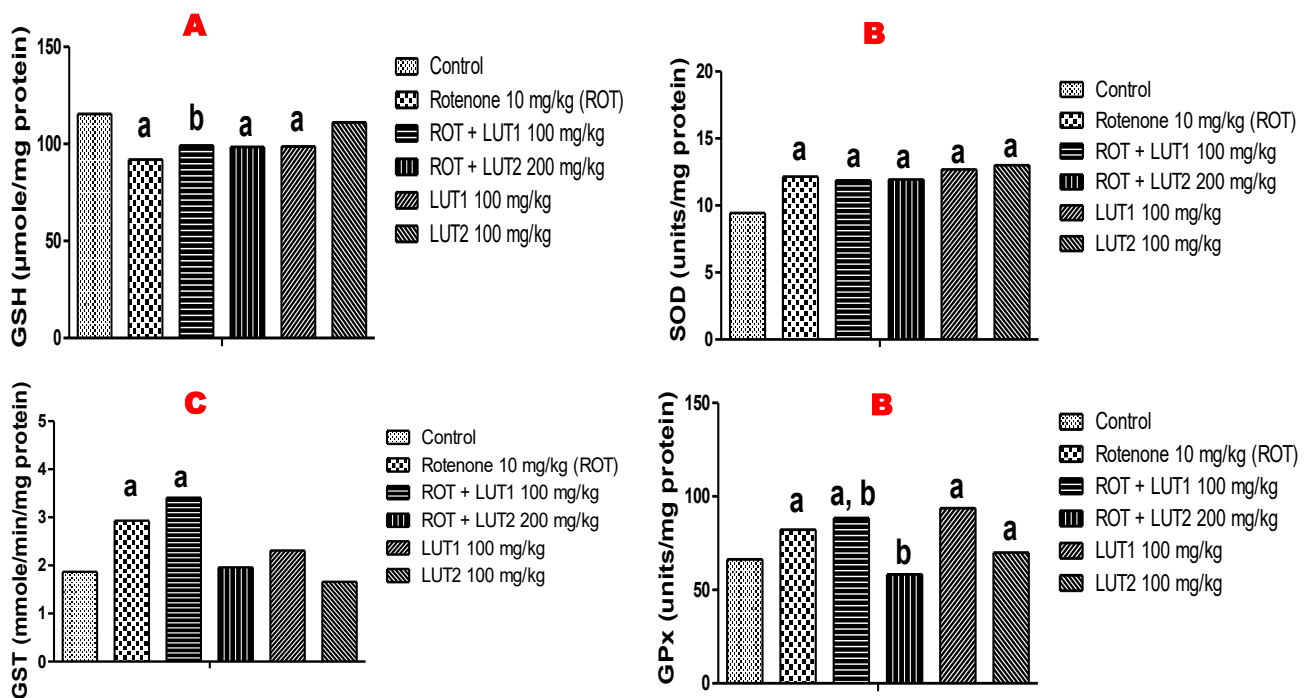 A
GSH (µmole/mg protein)
150
100
50
0
a
b
a
a
Control
Rotenone 10 mg/kg (ROT)
ROT + LUT1 100 mg/kg
ROT + LUT2 200 mg/kg
LUT1 100 mg/kg
LUT2 100 mg/kg
B
SOD (units/mg protein)
20
15
10
5
0
a
a
a
a
a
Control
Rotenone 10 mg/kg (ROT)
ROT + LUT1 100 mg/kg
ROT + LUT2 200 mg/kg
LUT1 100 mg/kg
LUT2 100 mg/kg
C
GST (mmole/min/mg protein)
5
4
3
2
1
0
a
a
Control
Rotenone 10 mg/kg (ROT)
ROT + LUT1 100 mg/kg
ROT + LUT2 200 mg/kg
LUT1 100 mg/kg
LUT2 100 mg/kg
B
GPx (units/mg protein)
150
100
50
0
a
a, b
b
a
a
Control
Rotenone 10 mg/kg (ROT)
ROT + LUT1 100 mg/kg
ROT + LUT2 200 mg/kg
LUT1 100 mg/kg
LUT2 100 mg/kg